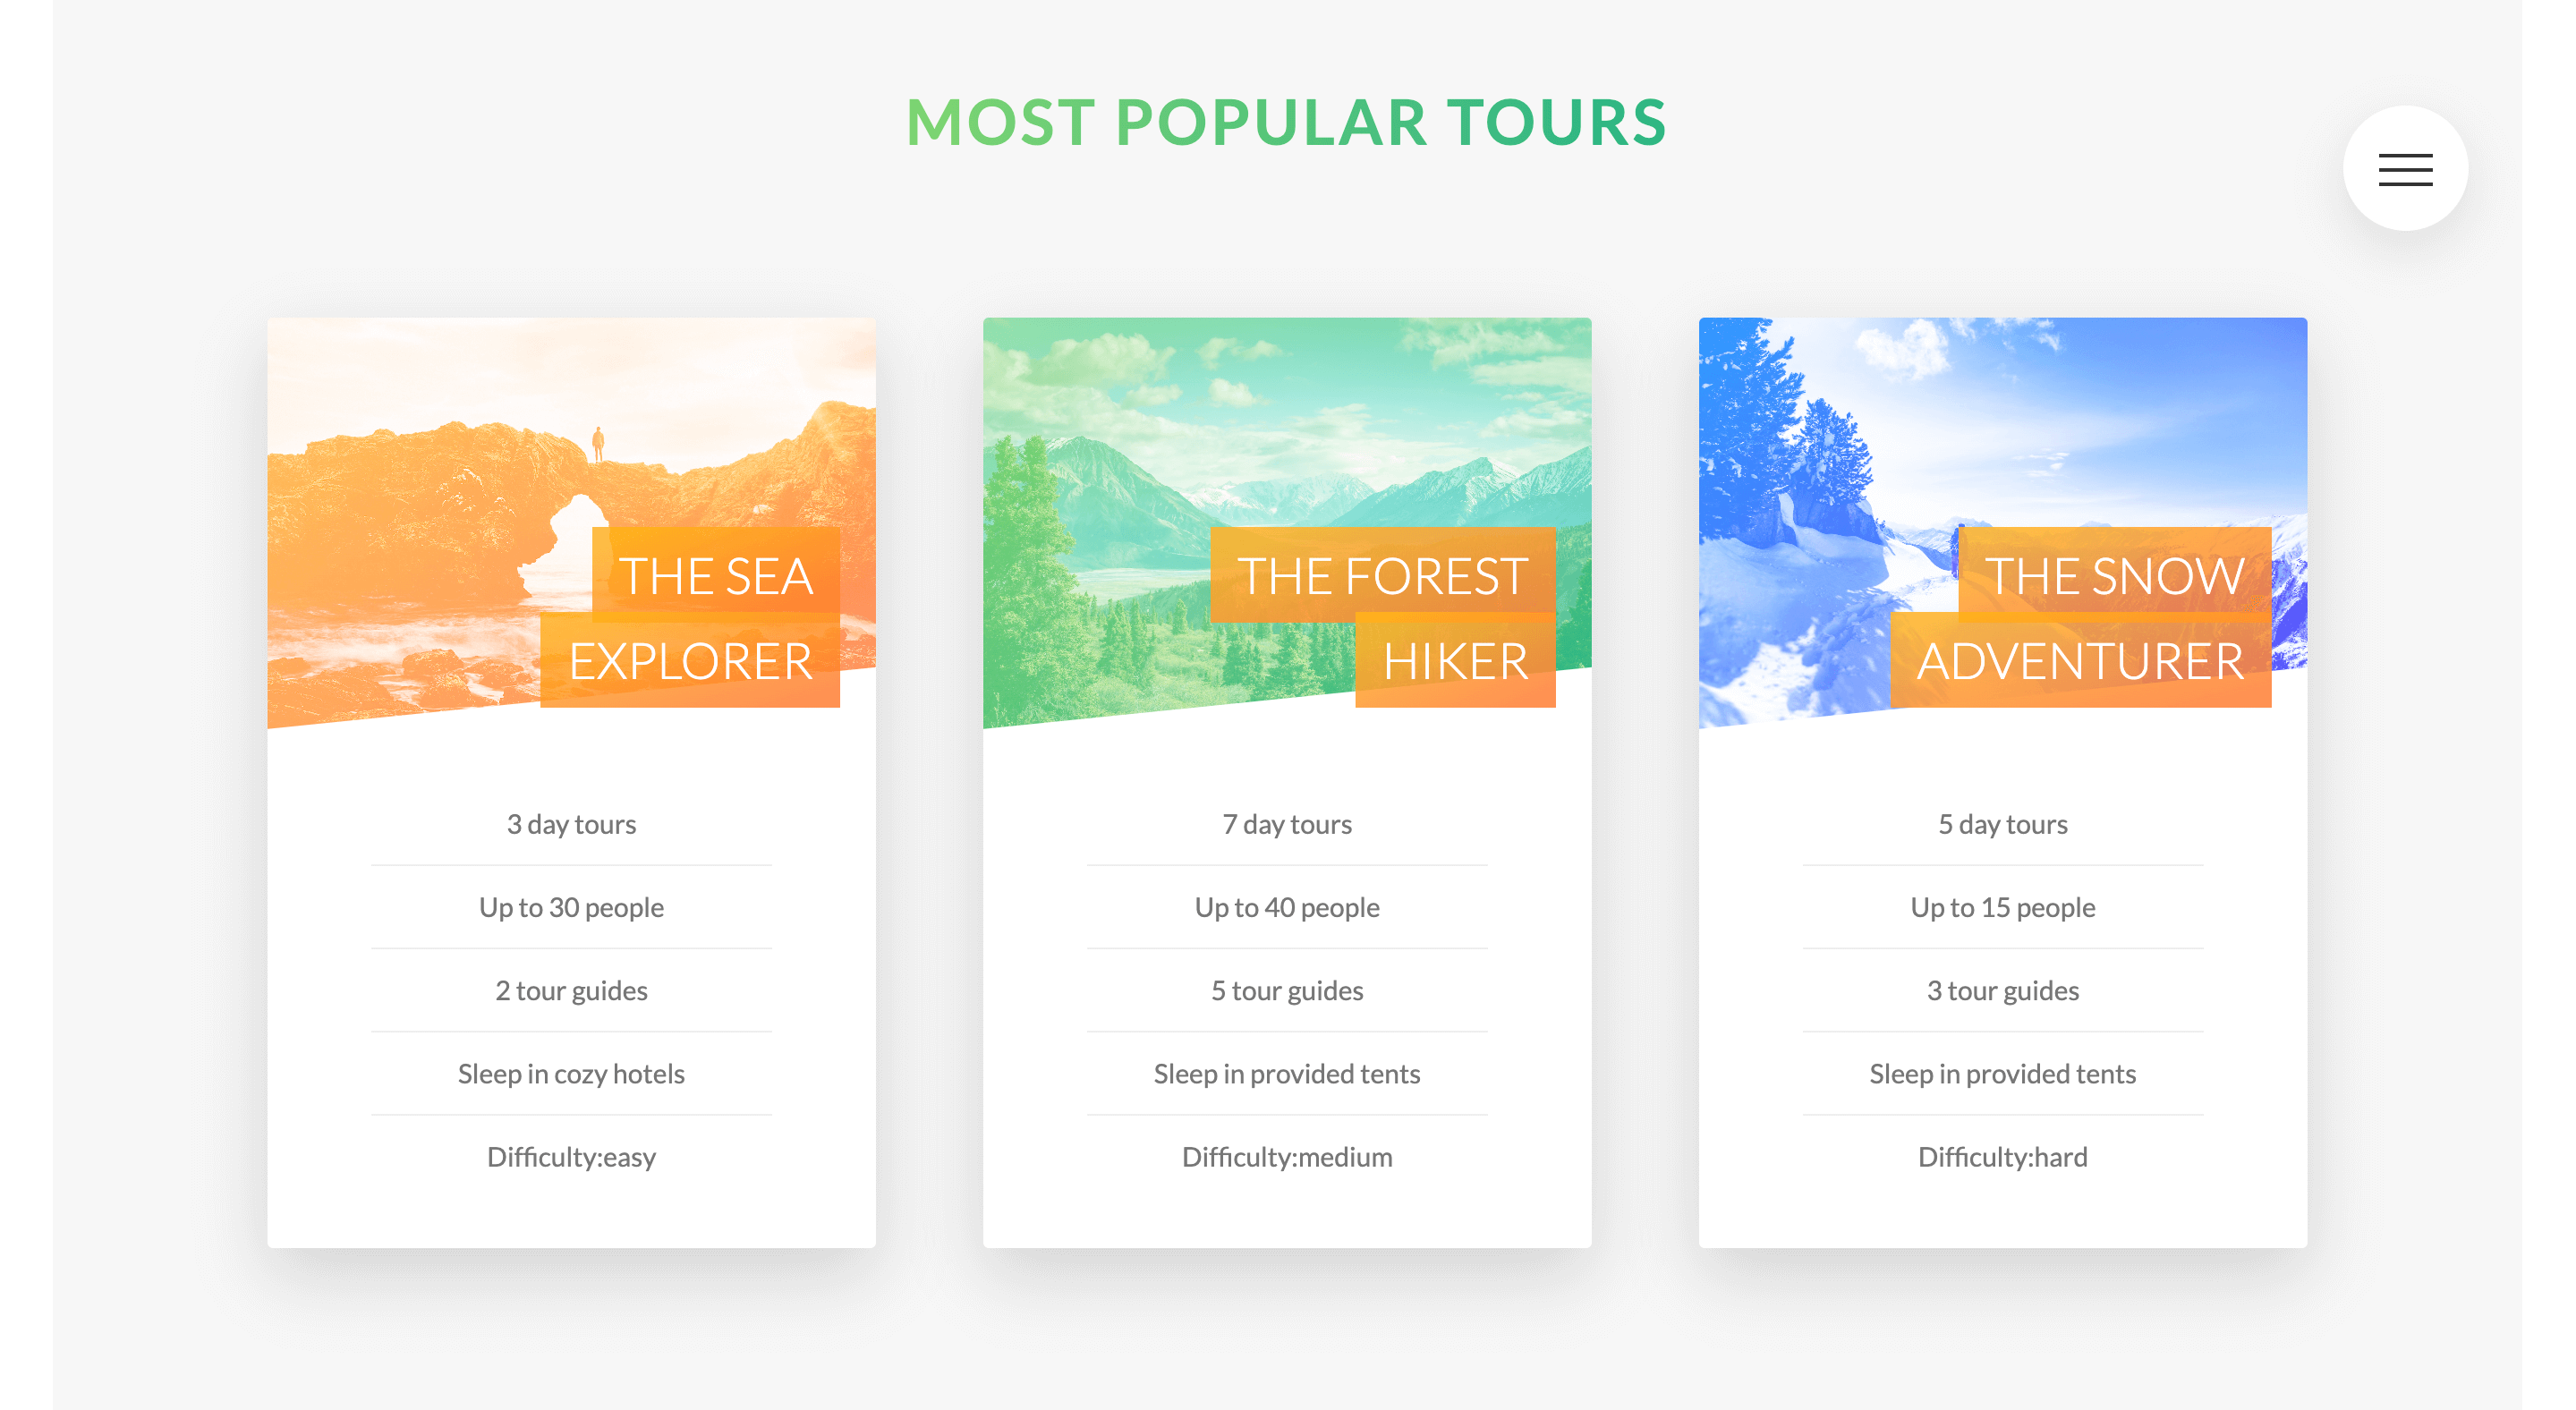 MOST POPULAR TOURS
THE SEA
EXPLORER
3 day tours
Up to 30 people
2 tour guides
Sleep in cozy hotels
Difficulty:easy
THE FOREST
HIKER
7 day tours
Up to 40 people
5 tour guides
Sleep in provided tents
Difficulty:medium
THE SNOW
ADVENTURER
5 day tours
Up to 15 people
3 tour guides
Sleep in provided tents
Difficulty:hard